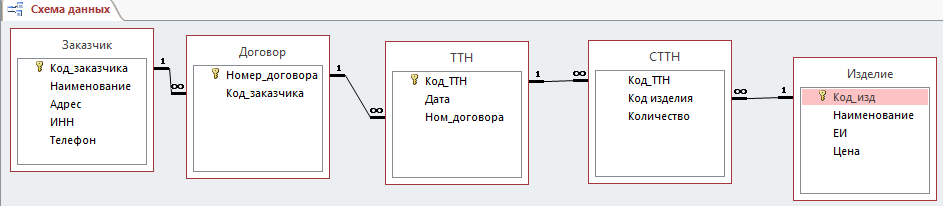 Схема данных
Заказчик
Код_заказчика
Наименование
Адрес
ИНН
Телефон
1
∞
Договор
Номер_договора
Код_заказчика
1
∞
ТТН
Код_ТТН
Дата
Ном_договора
1
∞
СТТН
Код_ТТН
Код изделия
Количество
∞
1
Изделие
Код_изд
Наименование
ЕИ
Цена